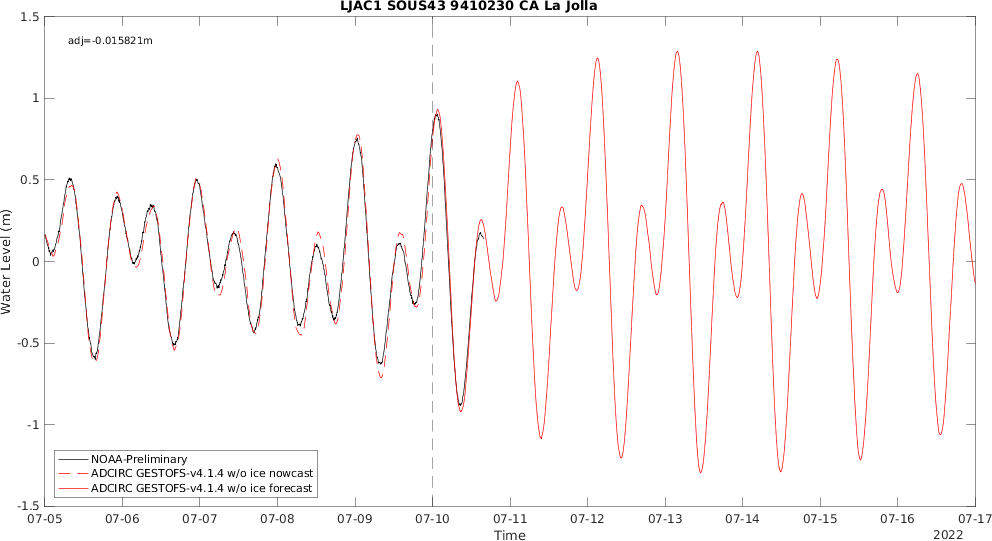 LJAC1 SOUS43 9410230 CA La Jolla
adj=-0.015821m
1.5
1
0.5
0
-0.5
-1
-1.5
Water Level (m)
NOAA-Preliminary
ADCIRC GESTOFS-v4.1.4 w/o ice nowcast
ADCIRC GESTOFS-v4.1.4 w/o ice forecast
07-05 07-06 07-07 07-08 07-09 07-10 07-11 07-12 07-13 07-14 07-15 07-16 07-17
Time
2022